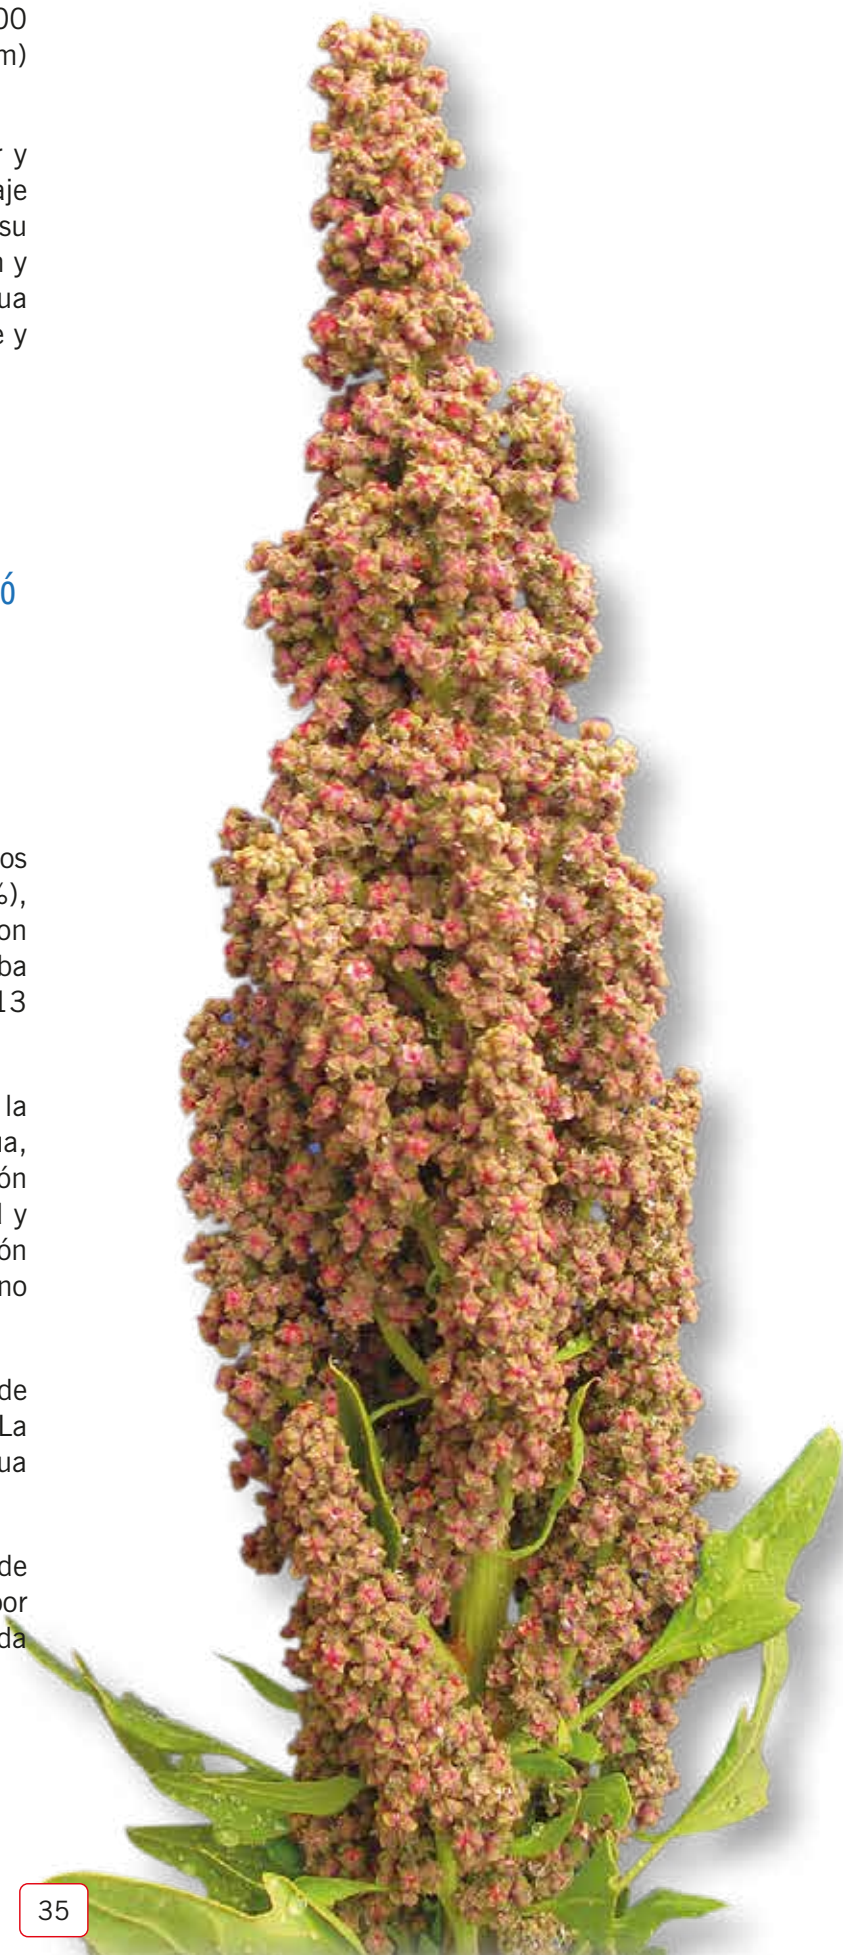 00
m)
y
aje
su
n y
ua
e y
ó
os
%),
on
ba
13
la
ua,
ón
l y
ón
no
de
La
ua
de
por
da
35